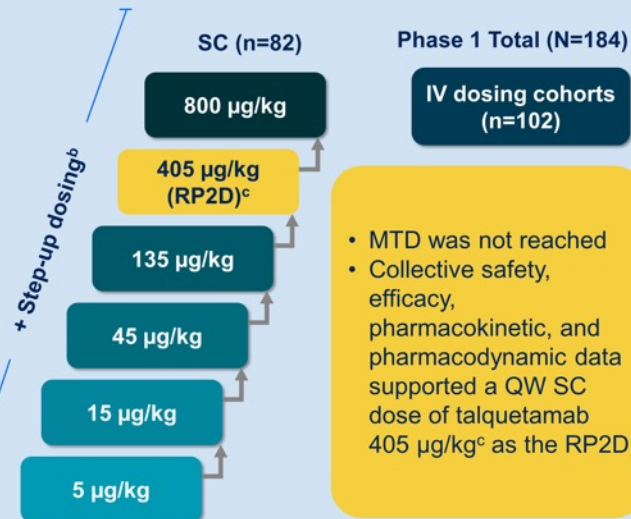 SC (n=82)
Phase 1 Total (N=184)
+ Step-up dosingᵇ
800 µg/kg
405 µg/kg
(RP2D)ᶜ
135 µg/kg
45 µg/kg
15 µg/kg
5 µg/kg
IV dosing cohorts
(n=102)
• MTD was not reached
• Collective safety,
efficacy,
pharmacokinetic, and
pharmacodynamic data
supported a QW SC
dose of talquetamab
405 µg/kgᶜ as the RP2D